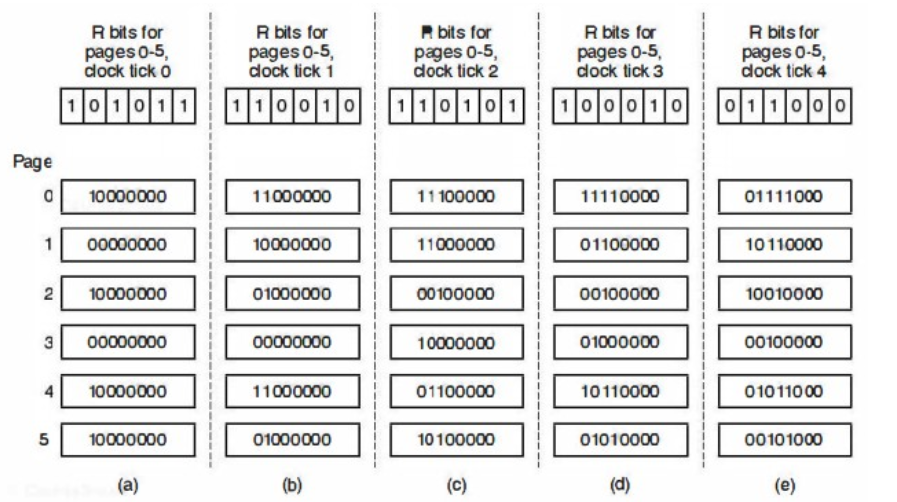 R bits for R bits for R bits for R bits for R bits for
pages 0-5, pages 0-5, pages 0-5, pages 0-5, pages 0-5,
clock tick 0 clock tick 1 clock tick 2 clock tick 3 clock tick 4
1 0 1 0 1 1 1 1 0 0 1 0 1 1 0 1 0 1 1 0 0 0 1 0 0 1 1 0 0 0
Page
0 10000000 11000000 11100000 11110000 01111000
1 00000000 10000000 11000000 01100000 10110000
2 10000000 01000000 00100000 00100000 10010000
3 00000000 00000000 10000000 01000000 00100000
4 10000000 11000000 01100000 10110000 01011000
5 10000000 01000000 10100000 01010000 00101000
(a) (b) (c) (d) (e)